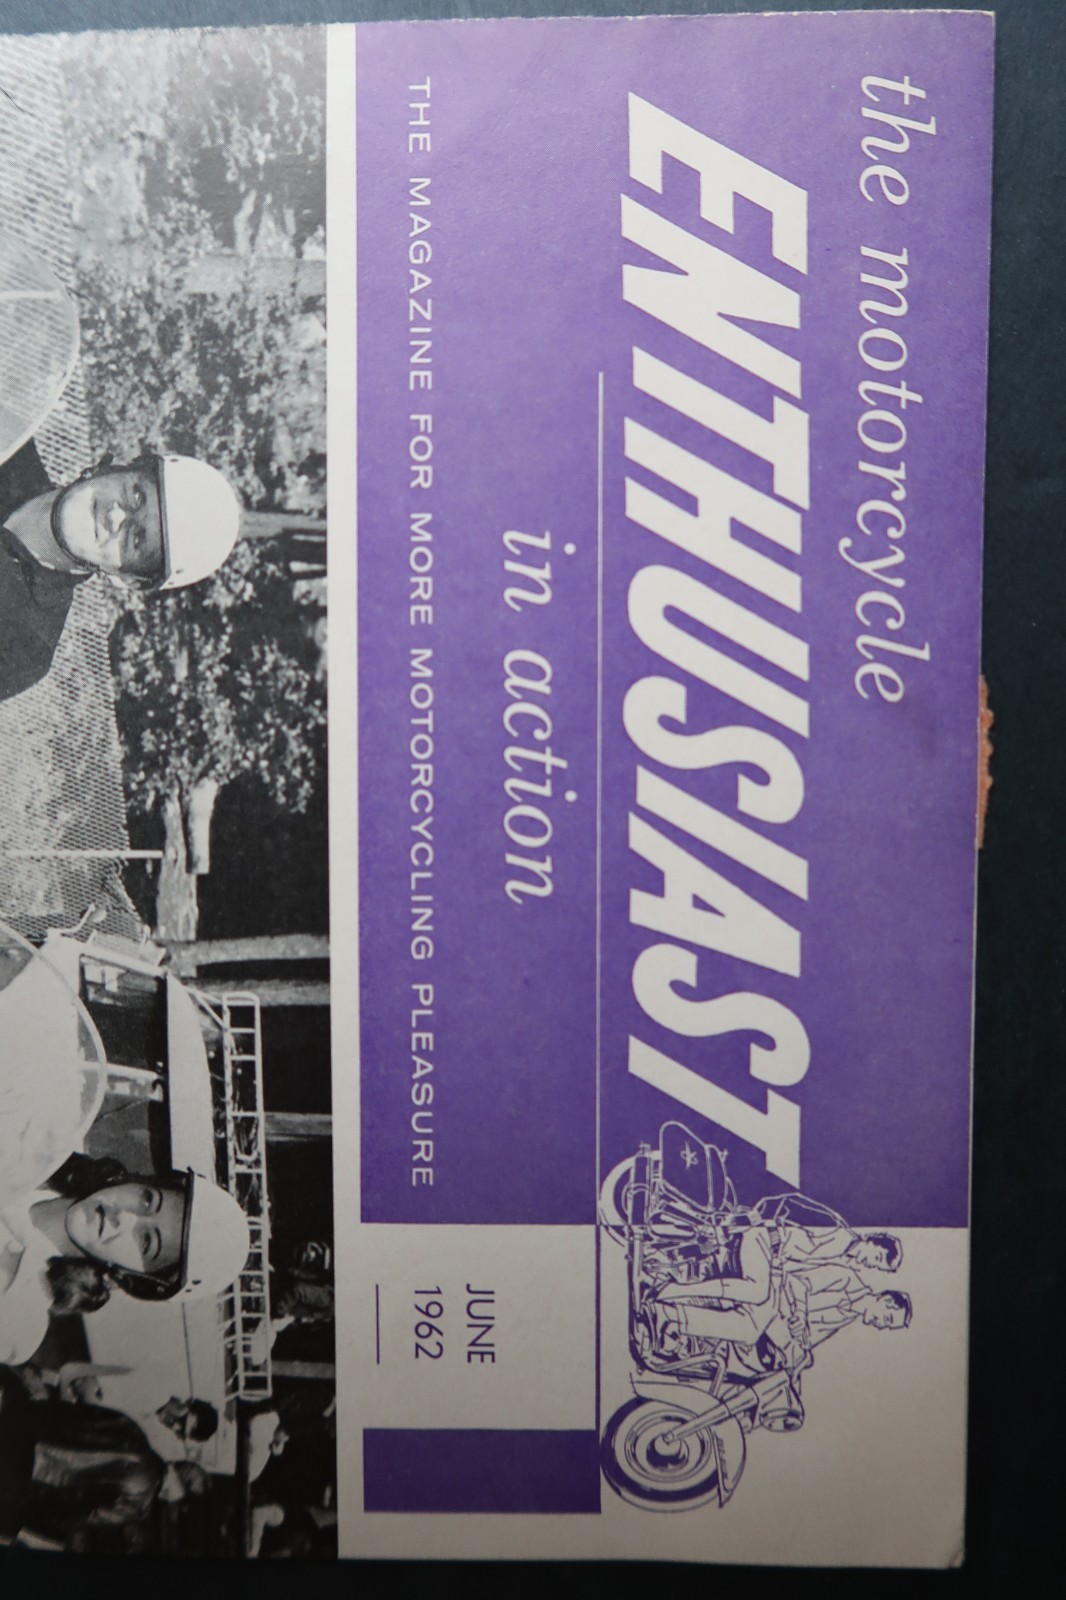 the motorcycle
ENTHUSIAST
in action
THE MAGAZINE FOR MORE MOTORCYCLING PLEASURE
JUNE
1962